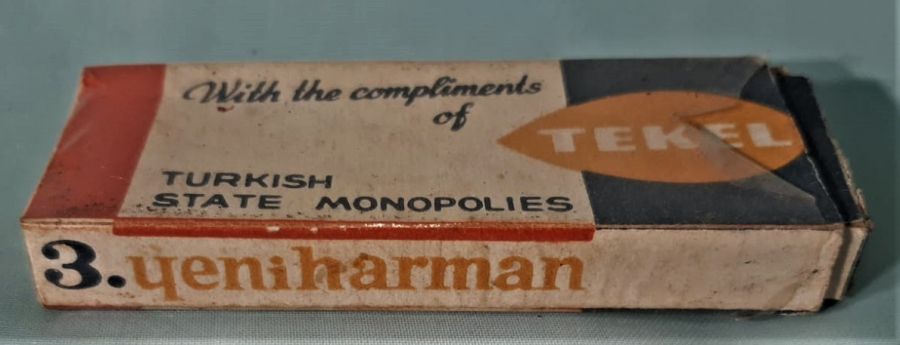 With the compliments
of
TEKEL
TURKISH
STATE MONOPOLIES
3. yeniharman